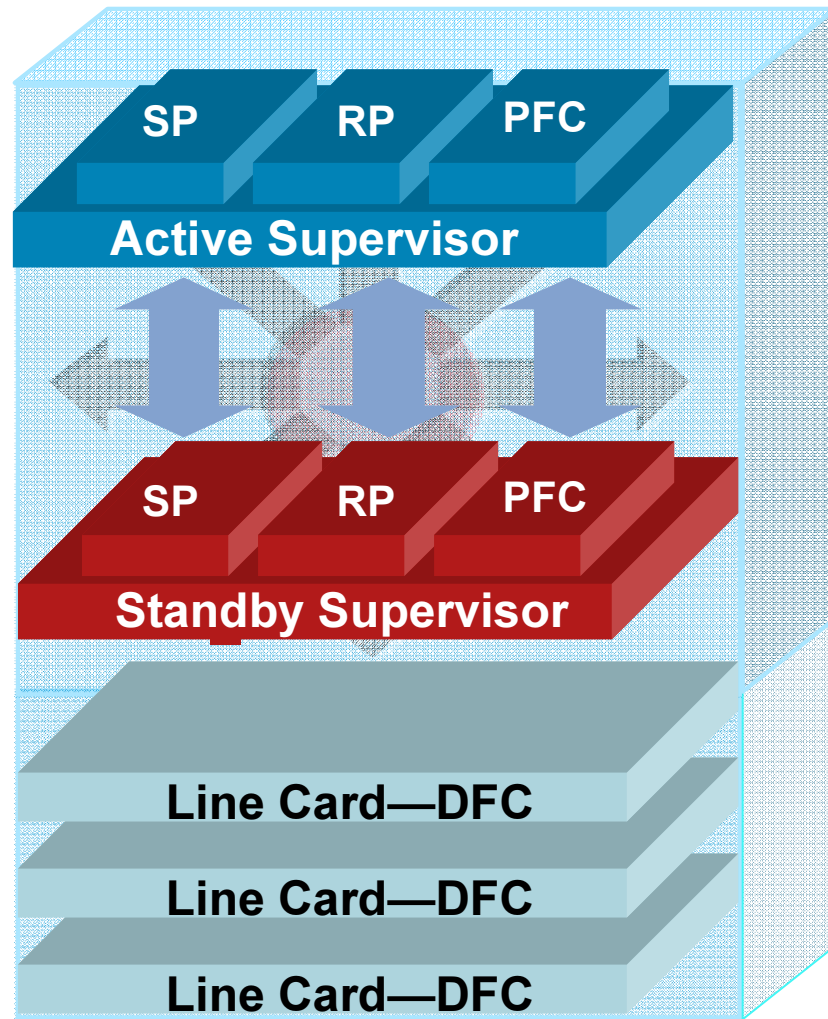 SP RP PFC
Active Supervisor
SP RP PFC
Standby Supervisor
Line Card—DFC
Line Card—DFC
Line Card—DFC